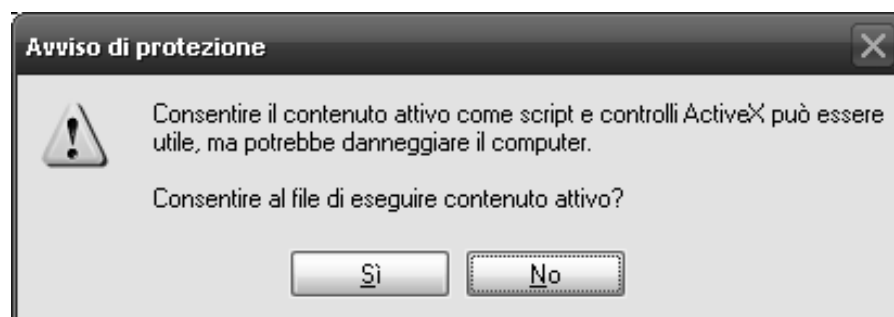 Avviso di protezione
Consentire il contenuto attivo come script e controlli ActiveX può essere
utile, ma potrebbe danneggiare il computer.
Consentire al file di eseguire contenuto attivo?
Sì
No